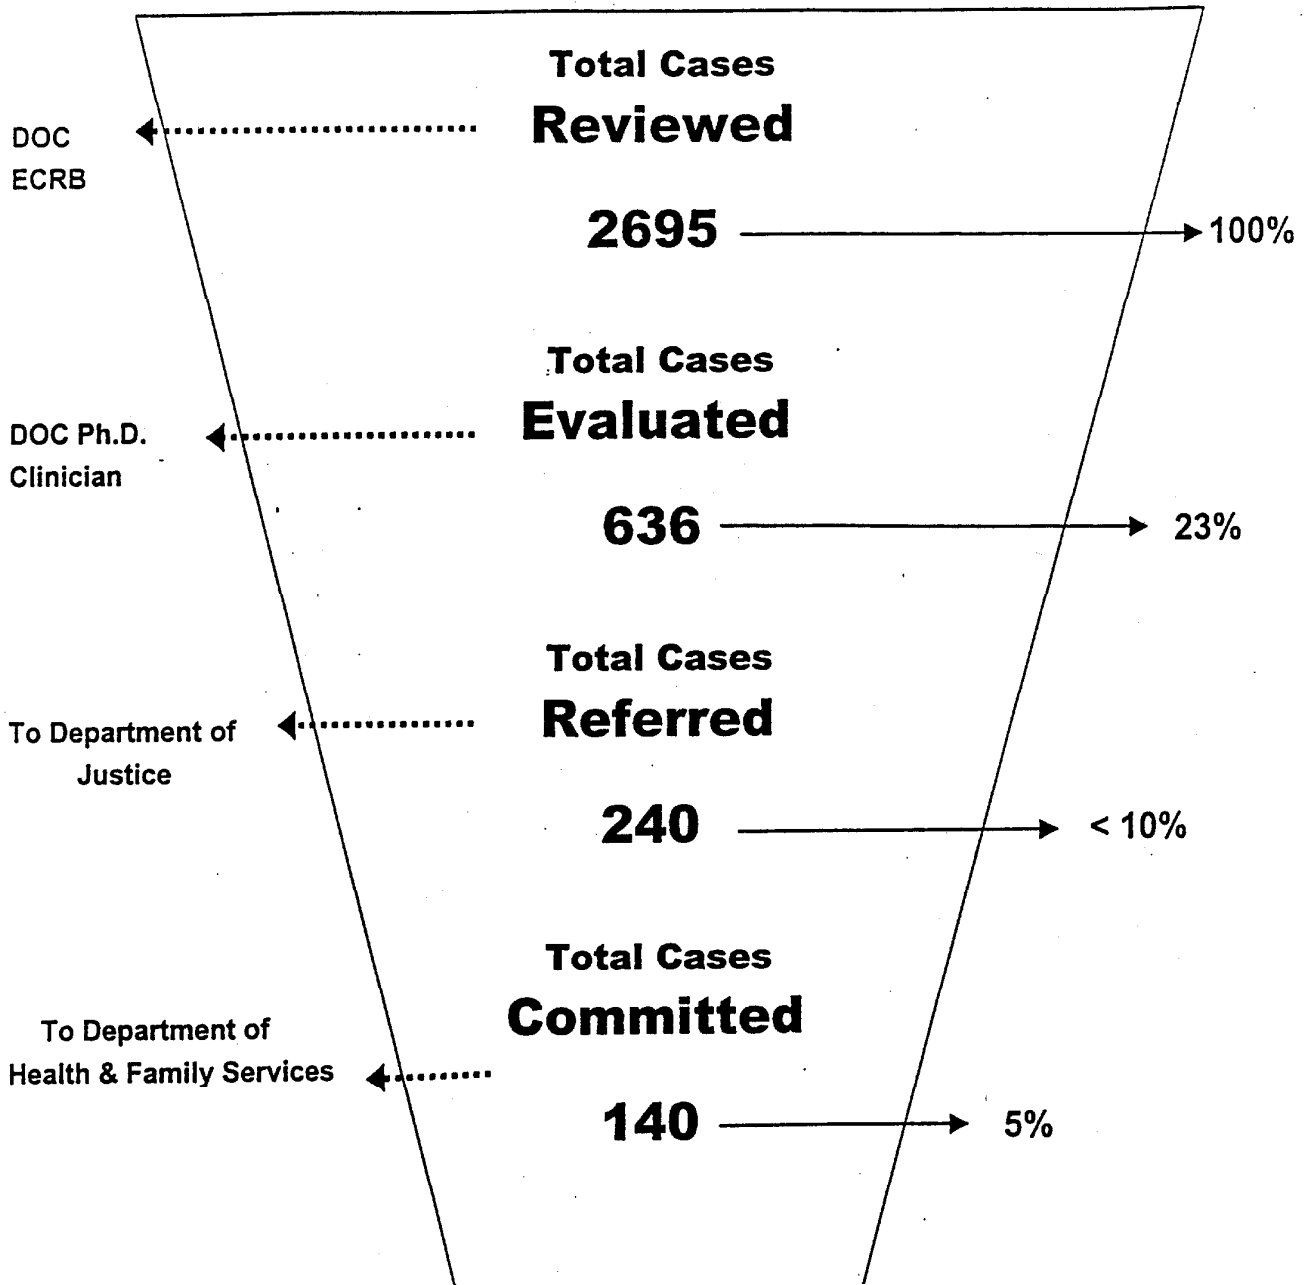 Total Cases
Reviewed
DOC
ECRB
2695
100%
Total Cases
Evaluated
DOC Ph.D.
Clinician
636
23%
Total Cases
Referred
To Department of
Justice
240
< 10%
Total Cases
Committed
To Department of
Health & Family Services
140
5%